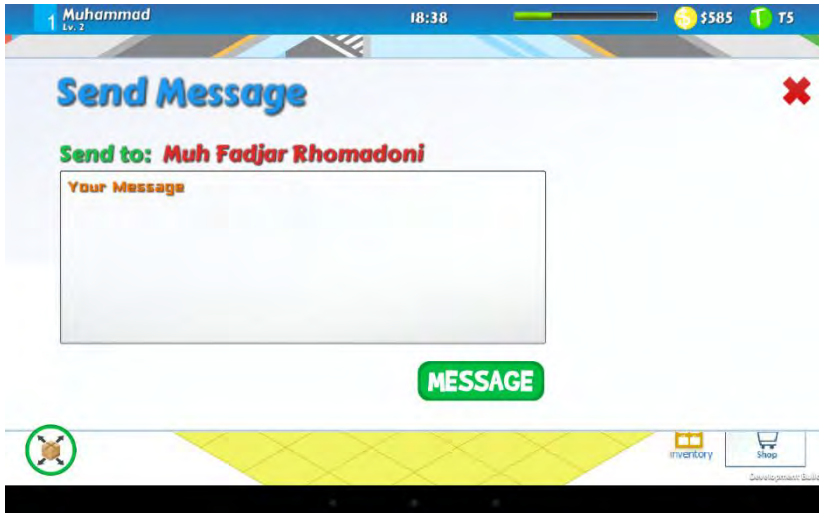 1 Muhammad 18:38 $585 T5
Lv. 2
Send Message
Send to: Muh Fadjar Rhomadoni
Your Message
MESSAGE
Inventory Shop
Development Build